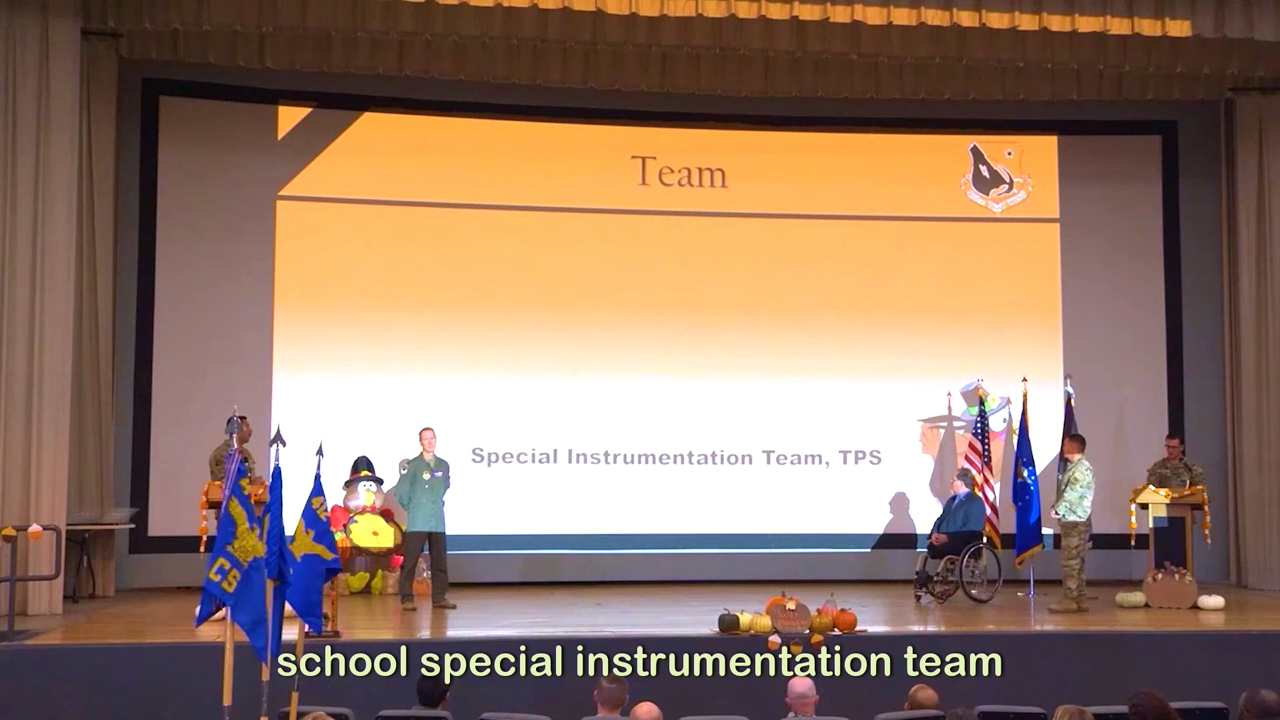 Team
Special Instrumentation Team, TPS
CS
school special instrumentation team